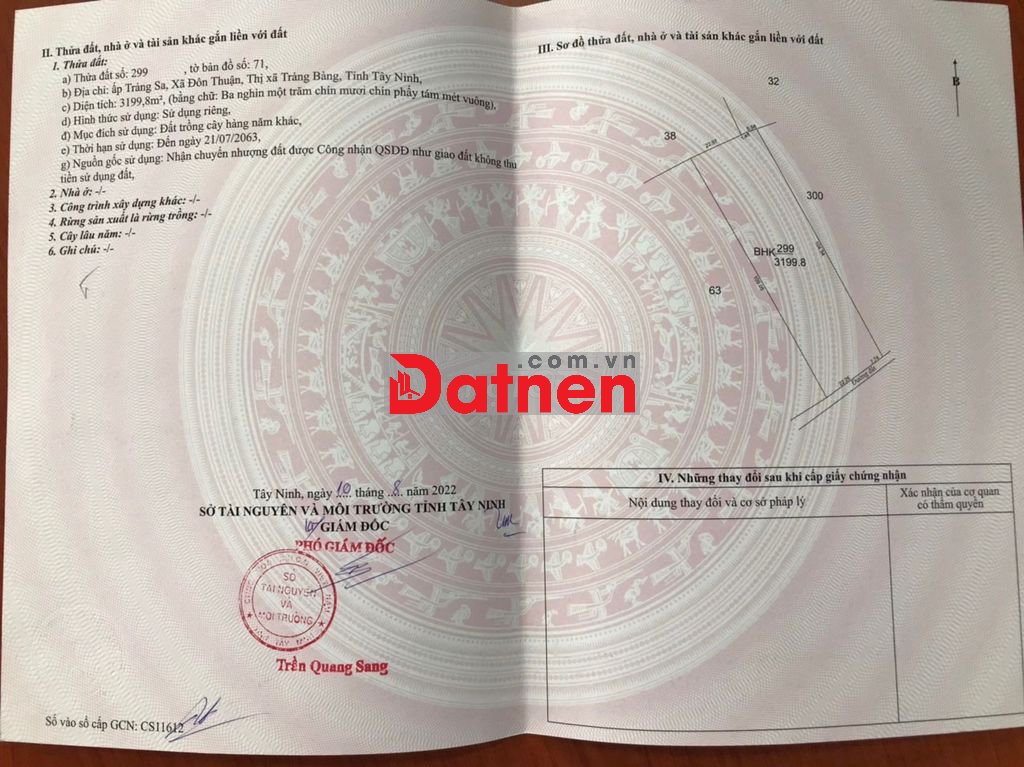 II. Thửa đất, nhà ở và tài sản khác gắn liền với đất
1. Thửa đất:
a) Thửa đất số: 299 , tờ bản đồ số: 71,
b) Địa chỉ: ấp Trảng Sa, Xã Đôn Thuận, Thị xã Trảng Bàng, Tỉnh Tây Ninh,
c) Diện tích: 3199,8m², (bằng chữ: Ba nghìn một trăm chín mươi chín phẩy tám mét vuông),
d) Hình thức sử dụng: Sử dụng riêng,
đ) Mục đích sử dụng: Đất trồng cây hàng năm khác,
e) Thời hạn sử dụng: Đến ngày 21/07/2063,
g) Nguồn gốc sử dụng: Nhận chuyển nhượng đất được Công nhận QSDĐ như giao đất không thu
tiền sử dụng đất,
2. Nhà ở: -/-
3. Công trình xây dựng khác: -/-
4. Rừng sản xuất là rừng trồng: -/-
5. Cây lâu năm: -/-
6. Ghi chú: -/-
Tây Ninh, ngày 10 tháng 8 năm 2022
SỞ TÀI NGUYÊN VÀ MÔI TRƯỜNG TỈNH TÂY NINH
GIÁM ĐỐC
PHÓ GIÁM ĐỐC
SỞ
TÀI NGUYÊN
VÀ
MÔI TRƯỜNG
Trần Quang Sang
Số vào sổ cấp GCN: CS11612
III. Sơ đồ thửa đất, nhà ở và tài sản khác gắn liền với đất
B
32
38
300
BHK 299
3199.8
63
Đường đất
IV. Những thay đổi sau khi cấp giấy chứng nhận
Nội dung thay đổi và cơ sở pháp lý
Xác nhận của cơ quan
có thẩm quyền
.com.vn
Datnen